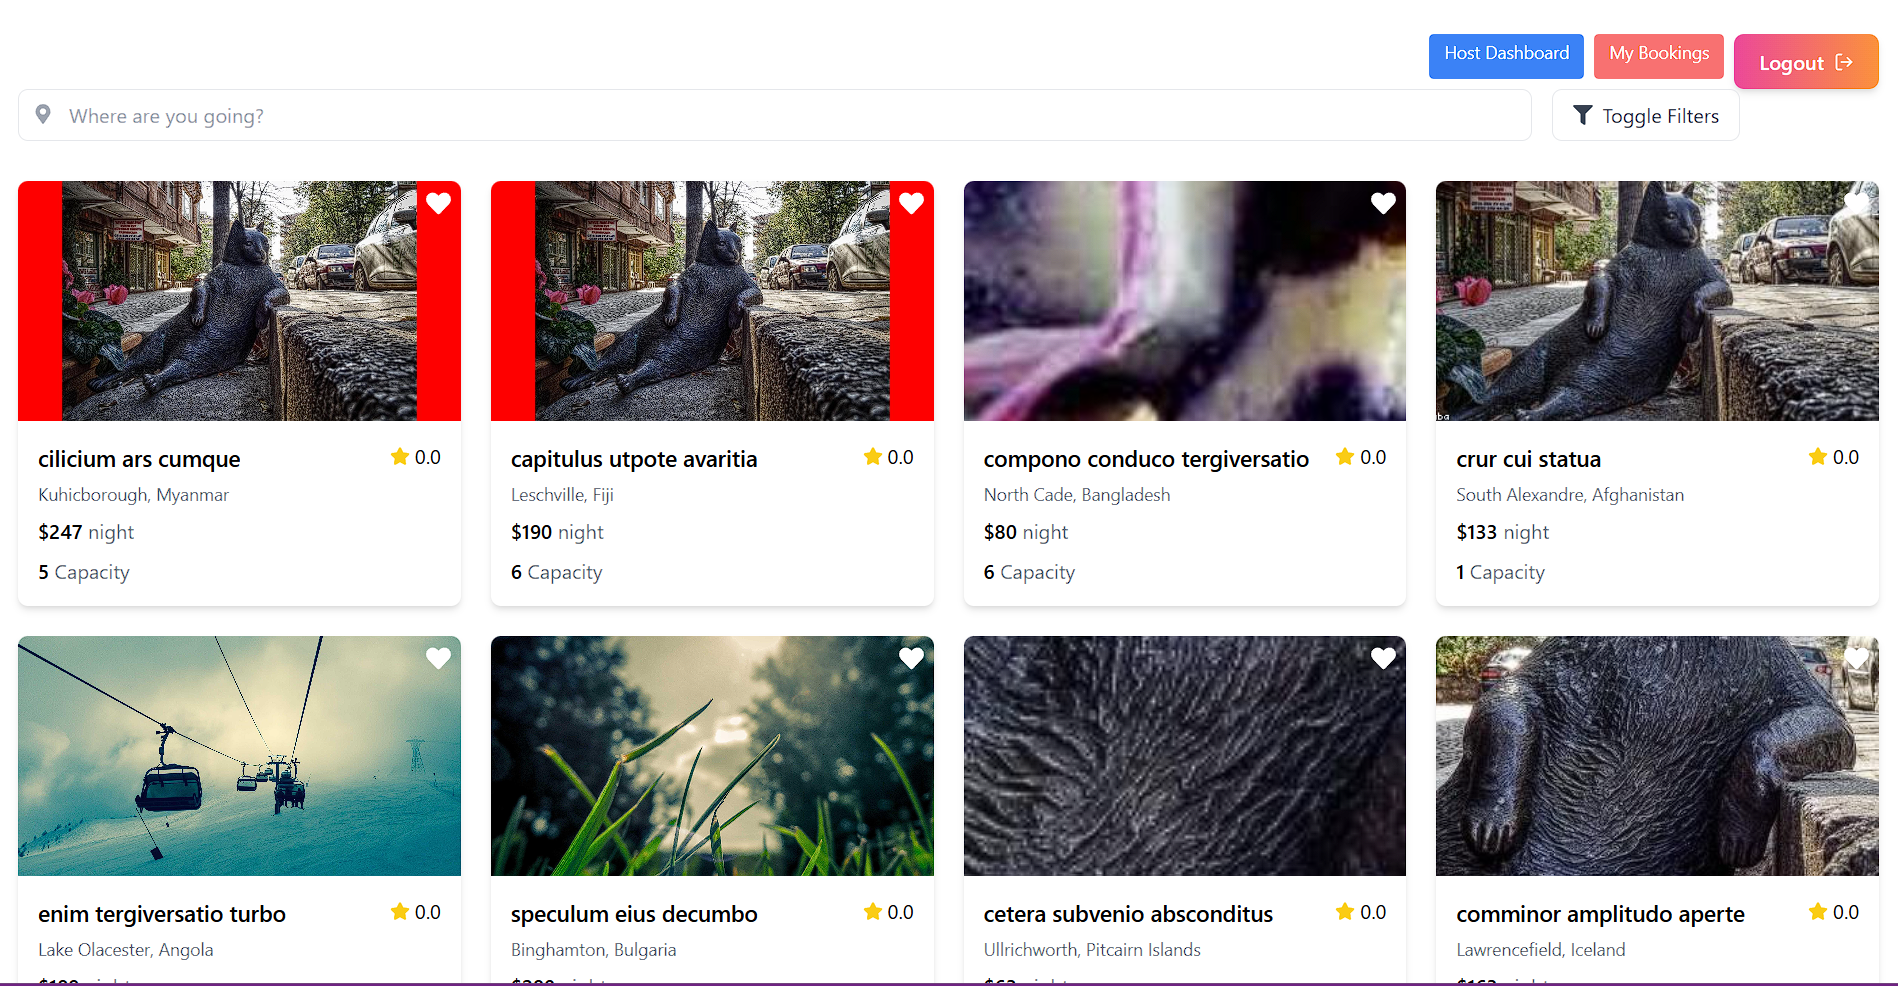 Host Dashboard
My Bookings
Logout
Where are you going?
Toggle Filters
cilicium ars cumque
0.0
Kuhicborough, Myanmar
$247 night
5 Capacity
capitulus utpote avaritia
0.0
Leschville, Fiji
$190 night
6 Capacity
compono conduco tergiversatio
0.0
North Cade, Bangladesh
$80 night
6 Capacity
crur cui statua
0.0
South Alexandre, Afghanistan
$133 night
1 Capacity
enim tergiversatio turbo
0.0
Lake Olacester, Angola
speculum eius decumbo
0.0
Binghamton, Bulgaria
cetera subvenio absconditus
0.0
Ullrichworth, Pitcairn Islands
comminor amplitudo aperte
0.0
Lawrencefield, Iceland